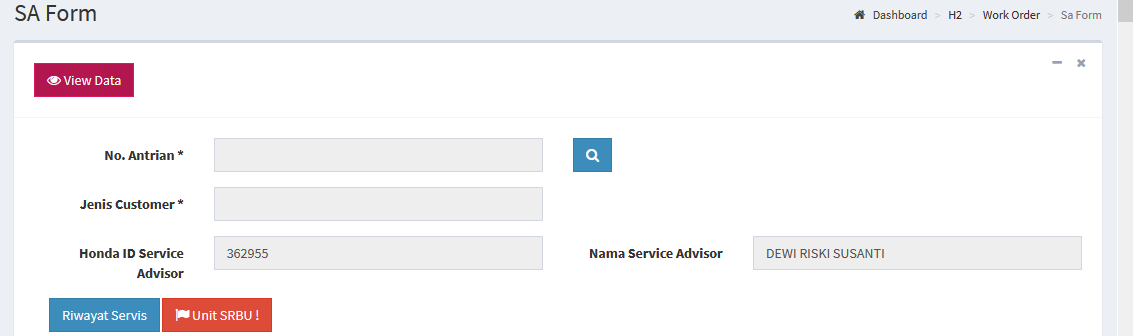 SA Form
Dashboard > H2 > Work Order > Sa Form
View Data
No. Antrian *
Jenis Customer *
Honda ID Service Advisor
362955
Nama Service Advisor
DEWI RISKI SUSANTI
Riwayat Servis
Unit SRBU !